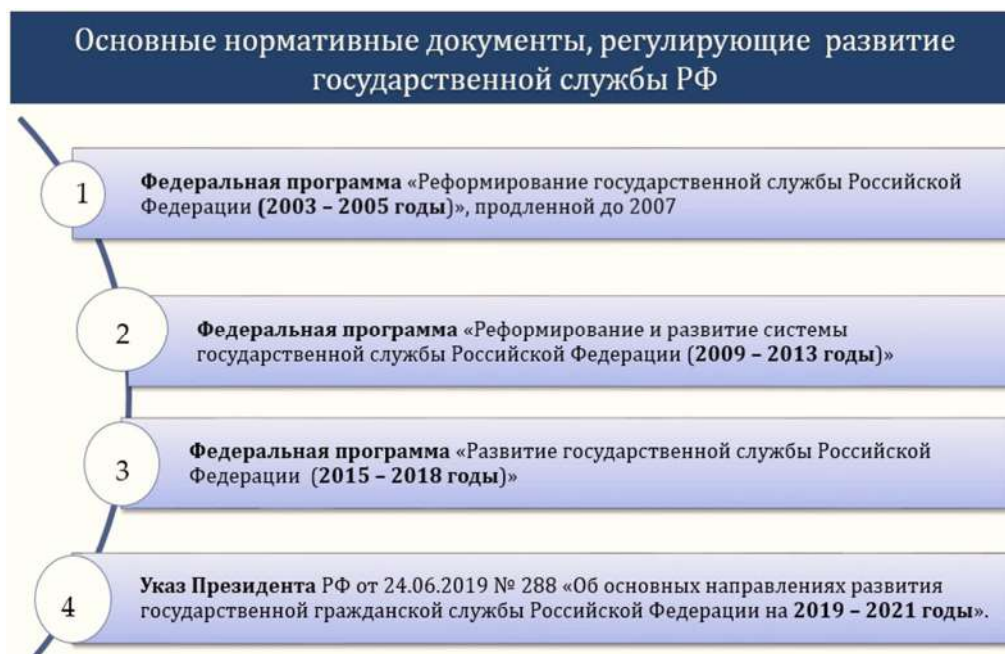 Основные нормативные документы, регулирующие развитие
государственной службы РФ
1
Федеральная программа «Реформирование государственной службы Российской
Федерации (2003 – 2005 годы)», продленной до 2007
2
Федеральная программа «Реформирование и развитие системы
государственной службы Российской Федерации (2009 – 2013 годы)»
3
Федеральная программа «Развитие государственной службы Российской
Федерации (2015 – 2018 годы)»
4
Указ Президента РФ от 24.06.2019 № 288 «Об основных направлениях развития
государственной гражданской службы Российской Федерации на 2019 – 2021 годы».